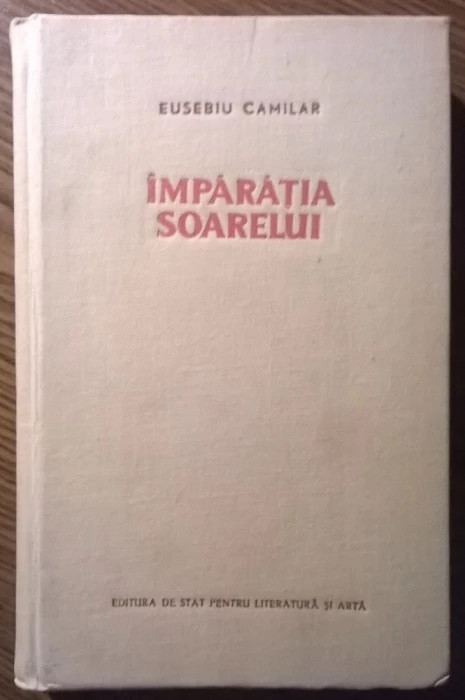 EUSEBIU CAMILAR
ÎMPĂRĂȚIA
SOARELUI
EDITURA DE STAT PENTRU LITERATURĂ ȘI ARTĂ